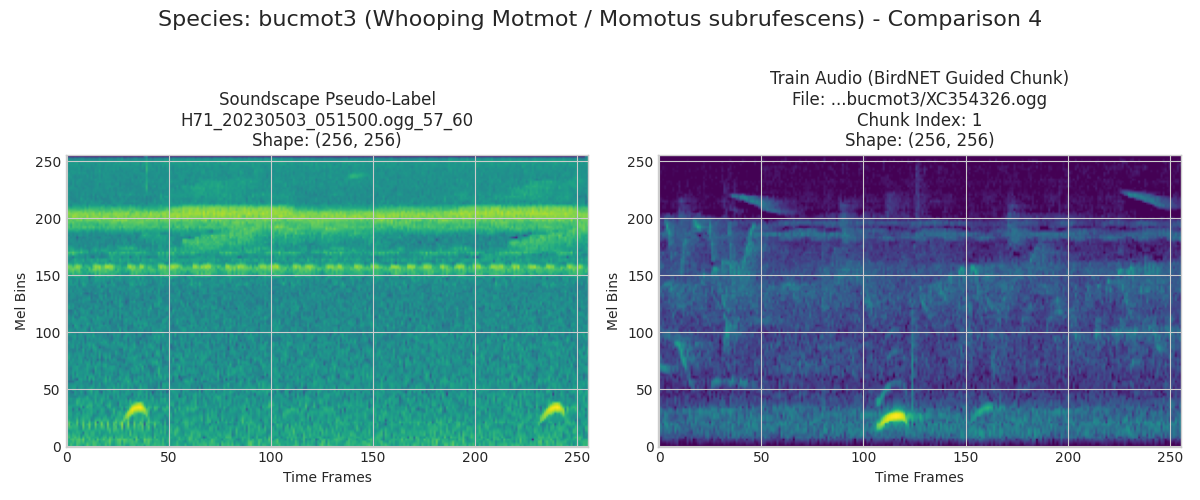 Species: bucmot3 (Whooping Motmot / Momotus subrufescens) - Comparison 4
Soundscape Pseudo-Label
H71_20230503_051500.ogg_57_60
Shape: (256, 256)
Train Audio (BirdNET Guided Chunk)
File: ...bucmot3/XC354326.ogg
Chunk Index: 1
Shape: (256, 256)
Mel Bins
250
200
150
100
50
0
0 50 100 150 200 250
Time Frames
Mel Bins
250
200
150
100
50
0
0 50 100 150 200 250
Time Frames